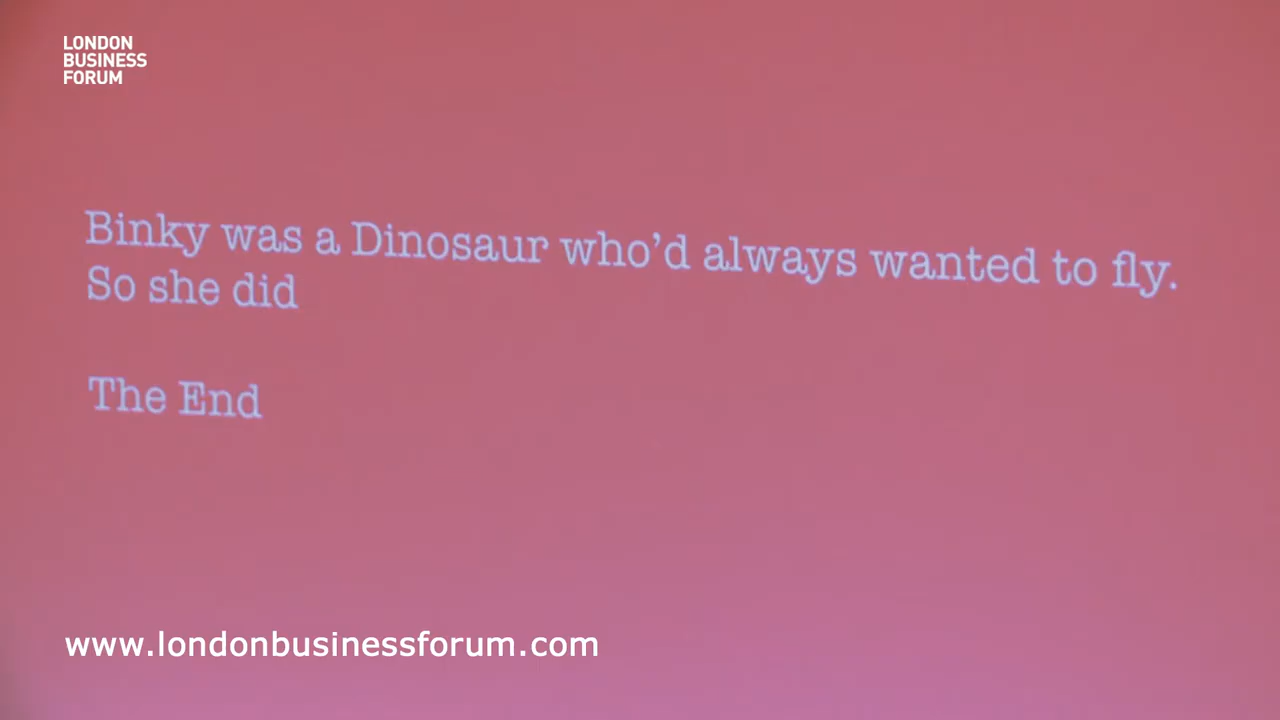 LONDON
BUSINESS
FORUM
Binky was a Dinosaur who'd always wanted to fly.
So she did
The End
www.londonbusinessforum.com